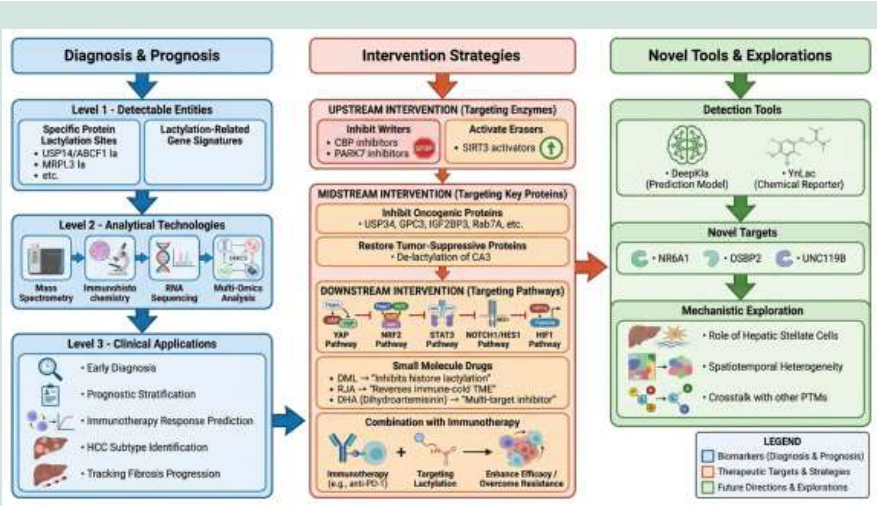 Diagnosis & Prognosis
Level 1 - Detectable Entities
Specific Protein
Lactylation Sites
• USP14/ABCF1 la
• MRPL3 la
• etc.
Lactylation-Related
Gene Signatures
Level 2 - Analytical Technologies
Mass
Spectrometry
Immunohisto
chemistry
RNA
Sequencing
Multi-Omics
Analysis
Level 3 - Clinical Applications
• Early Diagnosis
• Prognostic Stratification
• Immunotherapy Response Prediction
• HCC Subtype Identification
• Tracking Fibrosis Progression
Intervention Strategies
UPSTREAM INTERVENTION (Targeting Enzymes)
Inhibit Writers
• CBP inhibitors
• PARK7 inhibitors
STOP
Activate Erasers
• SIRT3 activators
MIDSTREAM INTERVENTION (Targeting Key Proteins)
Inhibit Oncogenic Proteins
• USP34, GPC3, IGF2BP3, Rab7A, etc.
Restore Tumor-Suppressive Proteins
• De-lactylation of CA3
DOWNSTREAM INTERVENTION (Targeting Pathways)
YAP
Pathway
NRF2
Pathway
STAT3
Pathway
NOTCH1/HES1
Pathway
HIF1
Pathway
Small Molecule Drugs
• DML → "Inhibits histone lactylation"
• RJA → "Reverses immune-cold TME"
• DHA (Dihydroartemisinin) → "Multi-target inhibitor"
Combination with Immunotherapy
+
Immunotherapy
(e.g., anti-PD-1)
Targeting
Lactylation
Enhance Efficacy /
Overcome Resistance
Novel Tools & Explorations
Detection Tools
• DeepKla
(Prediction Model)
• YnLac
(Chemical Reporter)
Novel Targets
• NR6A1
• OSBP2
• UNC119B
Mechanistic Exploration
• Role of Hepatic Stellate Cells
• Spatiotemporal Heterogeneity
• Crosstalk with other PTMs
LEGEND
Biomarkers (Diagnosis & Prognosis)
Therapeutic Targets & Strategies
Future Directions & Explorations